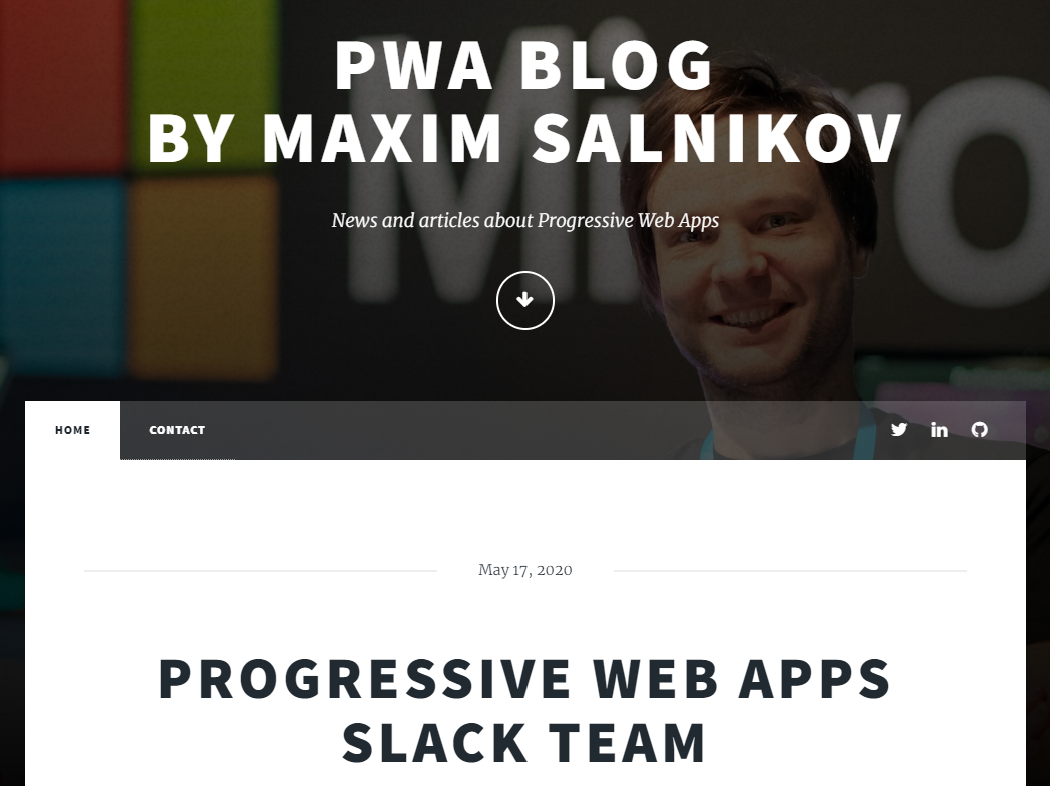 PWA BLOG
BY MAXIM SALNIKOV
News and articles about Progressive Web Apps
Micro
HOME
CONTACT
May 17, 2020
PROGRESSIVE WEB APPS
SLACK TEAM